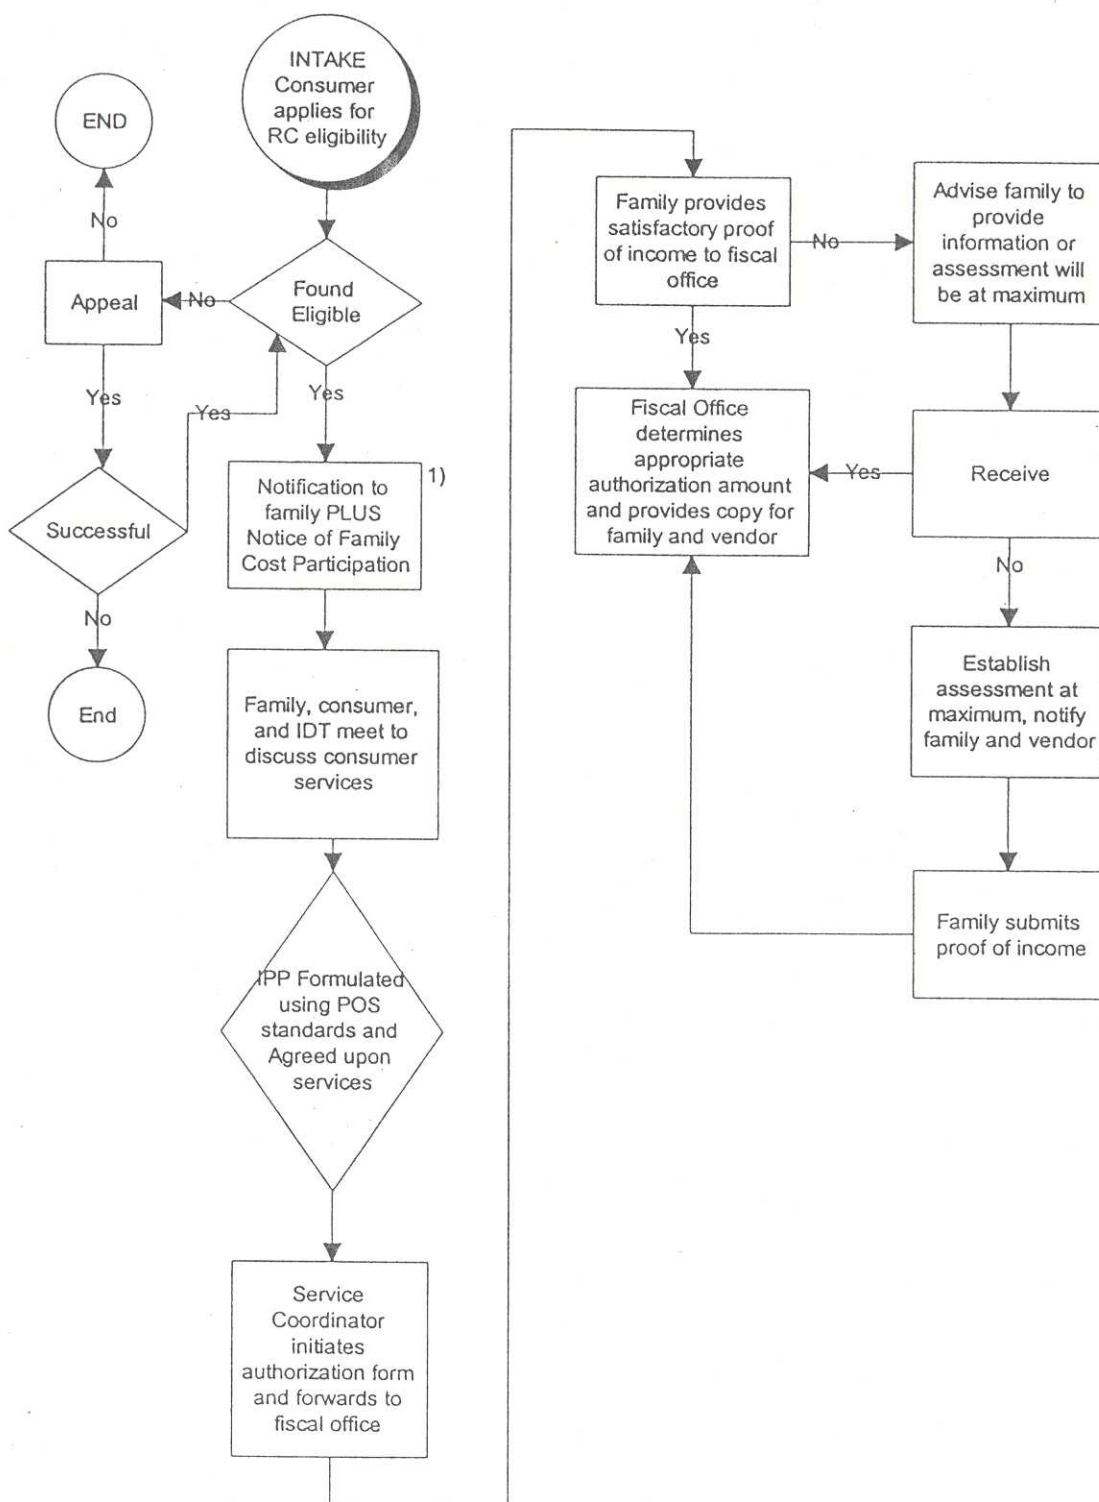 INTAKE
Consumer
applies for
RC eligibility
END
No
Appeal
No
Found
Eligible
Yes
Yes
Yes
Successful
No
End
Notification to
family PLUS
Notice of Family
Cost Participation
1)
Family, consumer,
and IDT meet to
discuss consumer
services
IPP Formulated
using POS
standards and
Agreed upon
services
Service
Coordinator
initiates
authorization form
and forwards to
fiscal office
Family provides
satisfactory proof
of income to fiscal
office
No
Advise family to
provide
information or
assessment will
be at maximum
Yes
Fiscal Office
determines
appropriate
authorization amount
and provides copy for
family and vendor
Yes
Receive
No
Establish
assessment at
maximum, notify
family and vendor
Family submits
proof of income